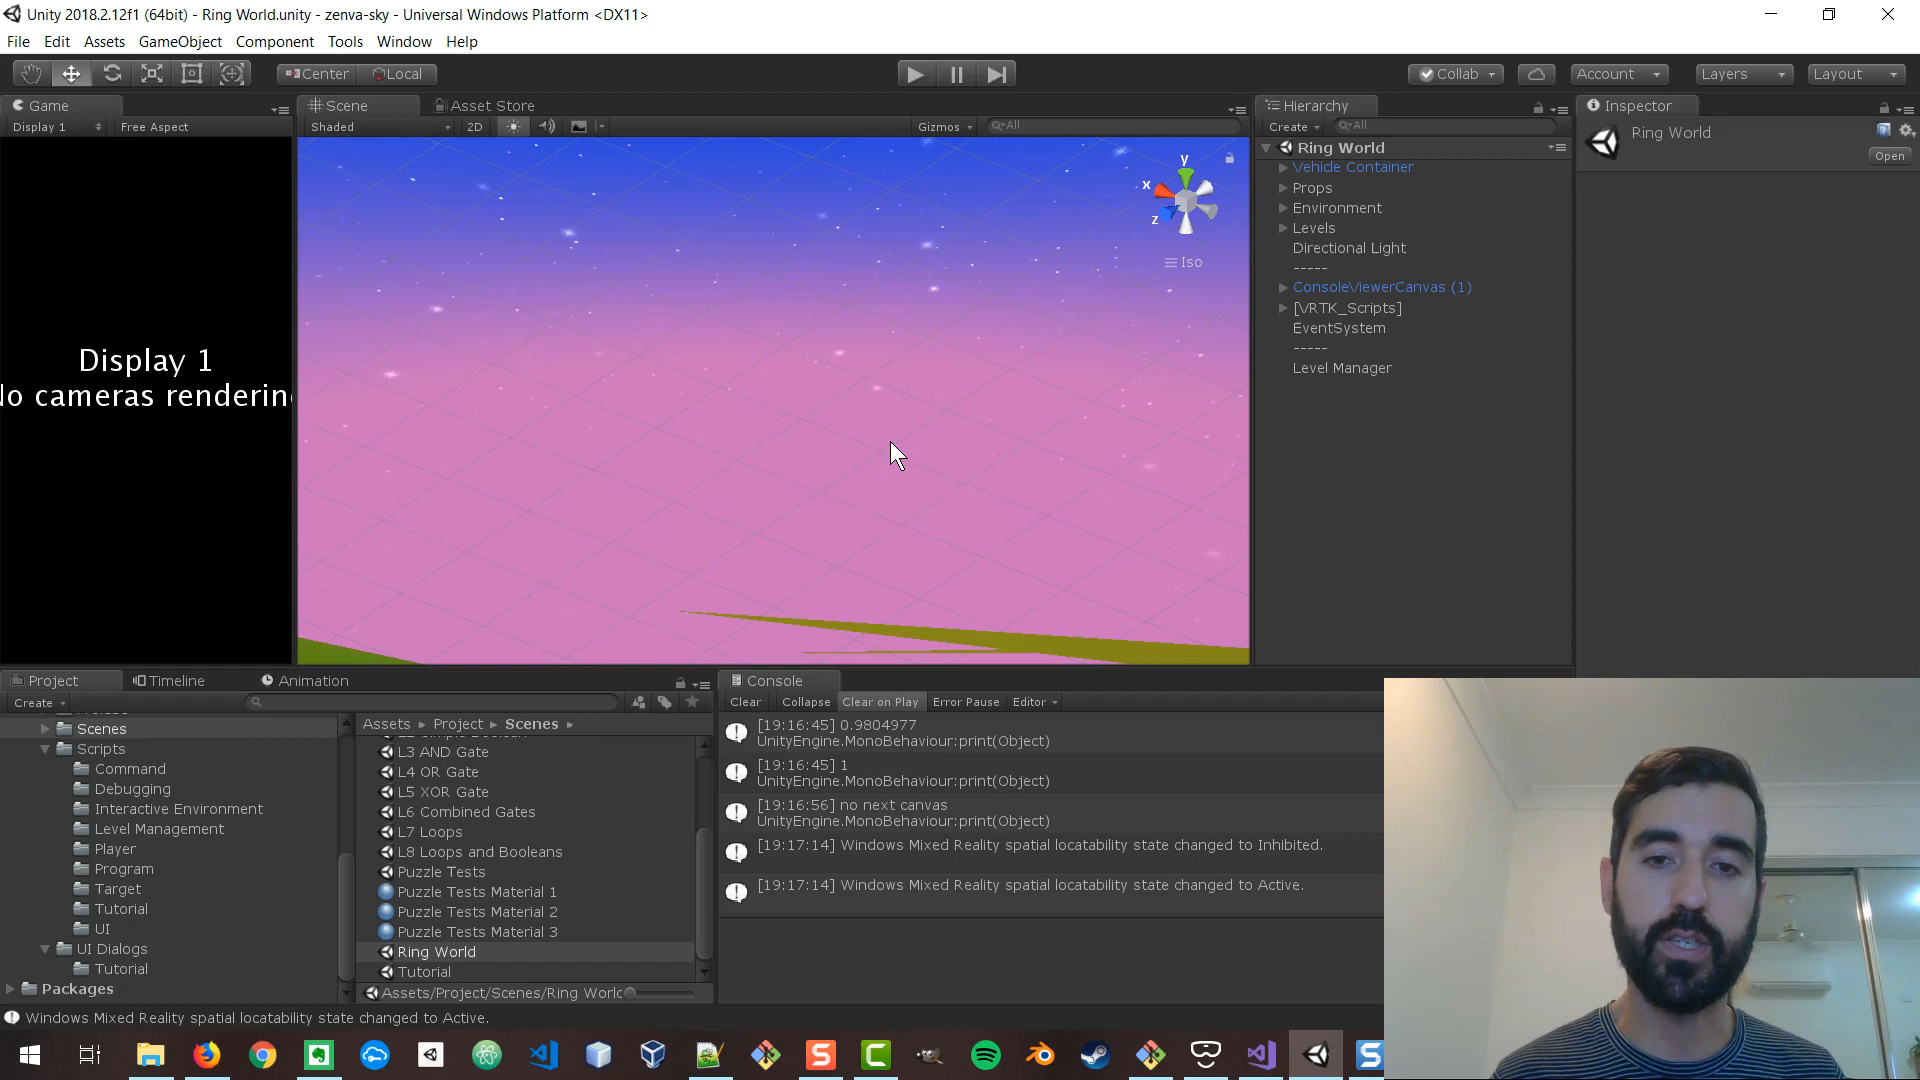 Unity 2018.2.12f1 (64bit) - Ring World.unity - zenva-sky - Universal Windows Platform <DX11>
File Edit Assets GameObject Component Tools Window Help
Center Local
Collab Account Layers Layout
Game
Display 1 Free Aspect
Display 1
No cameras rendering
Scene Asset Store
Shaded 2D Gizmos All
y
x
z
Iso
Hierarchy
Create All
Ring World
Vehicle Container
Props
Environment
Levels
Directional Light
-----
ConsoleViewerCanvas (1)
[VRTK_Scripts]
EventSystem
-----
Level Manager
Inspector
Ring World
Open
Project Timeline Animation
Create
Scenes
Scripts
Command
Debugging
Interactive Environment
Level Management
Player
Program
Target
Tutorial
UI
UI Dialogs
Tutorial
Packages
Assets Project Scenes
L3 AND Gate
L4 OR Gate
L5 XOR Gate
L6 Combined Gates
L7 Loops
L8 Loops and Booleans
Puzzle Tests
Puzzle Tests Material 1
Puzzle Tests Material 2
Puzzle Tests Material 3
Ring World
Tutorial
Assets/Project/Scenes/Ring World
Console
Clear Collapse Clear on Play Error Pause Editor
[19:16:45] 0.9804977
UnityEngine.MonoBehaviour:print(Object)
[19:16:45] 1
UnityEngine.MonoBehaviour:print(Object)
[19:16:56] no next canvas
UnityEngine.MonoBehaviour:print(Object)
[19:17:14] Windows Mixed Reality spatial locatability state changed to Inhibited.
[19:17:14] Windows Mixed Reality spatial locatability state changed to Active.
Windows Mixed Reality spatial locatability state changed to Active.